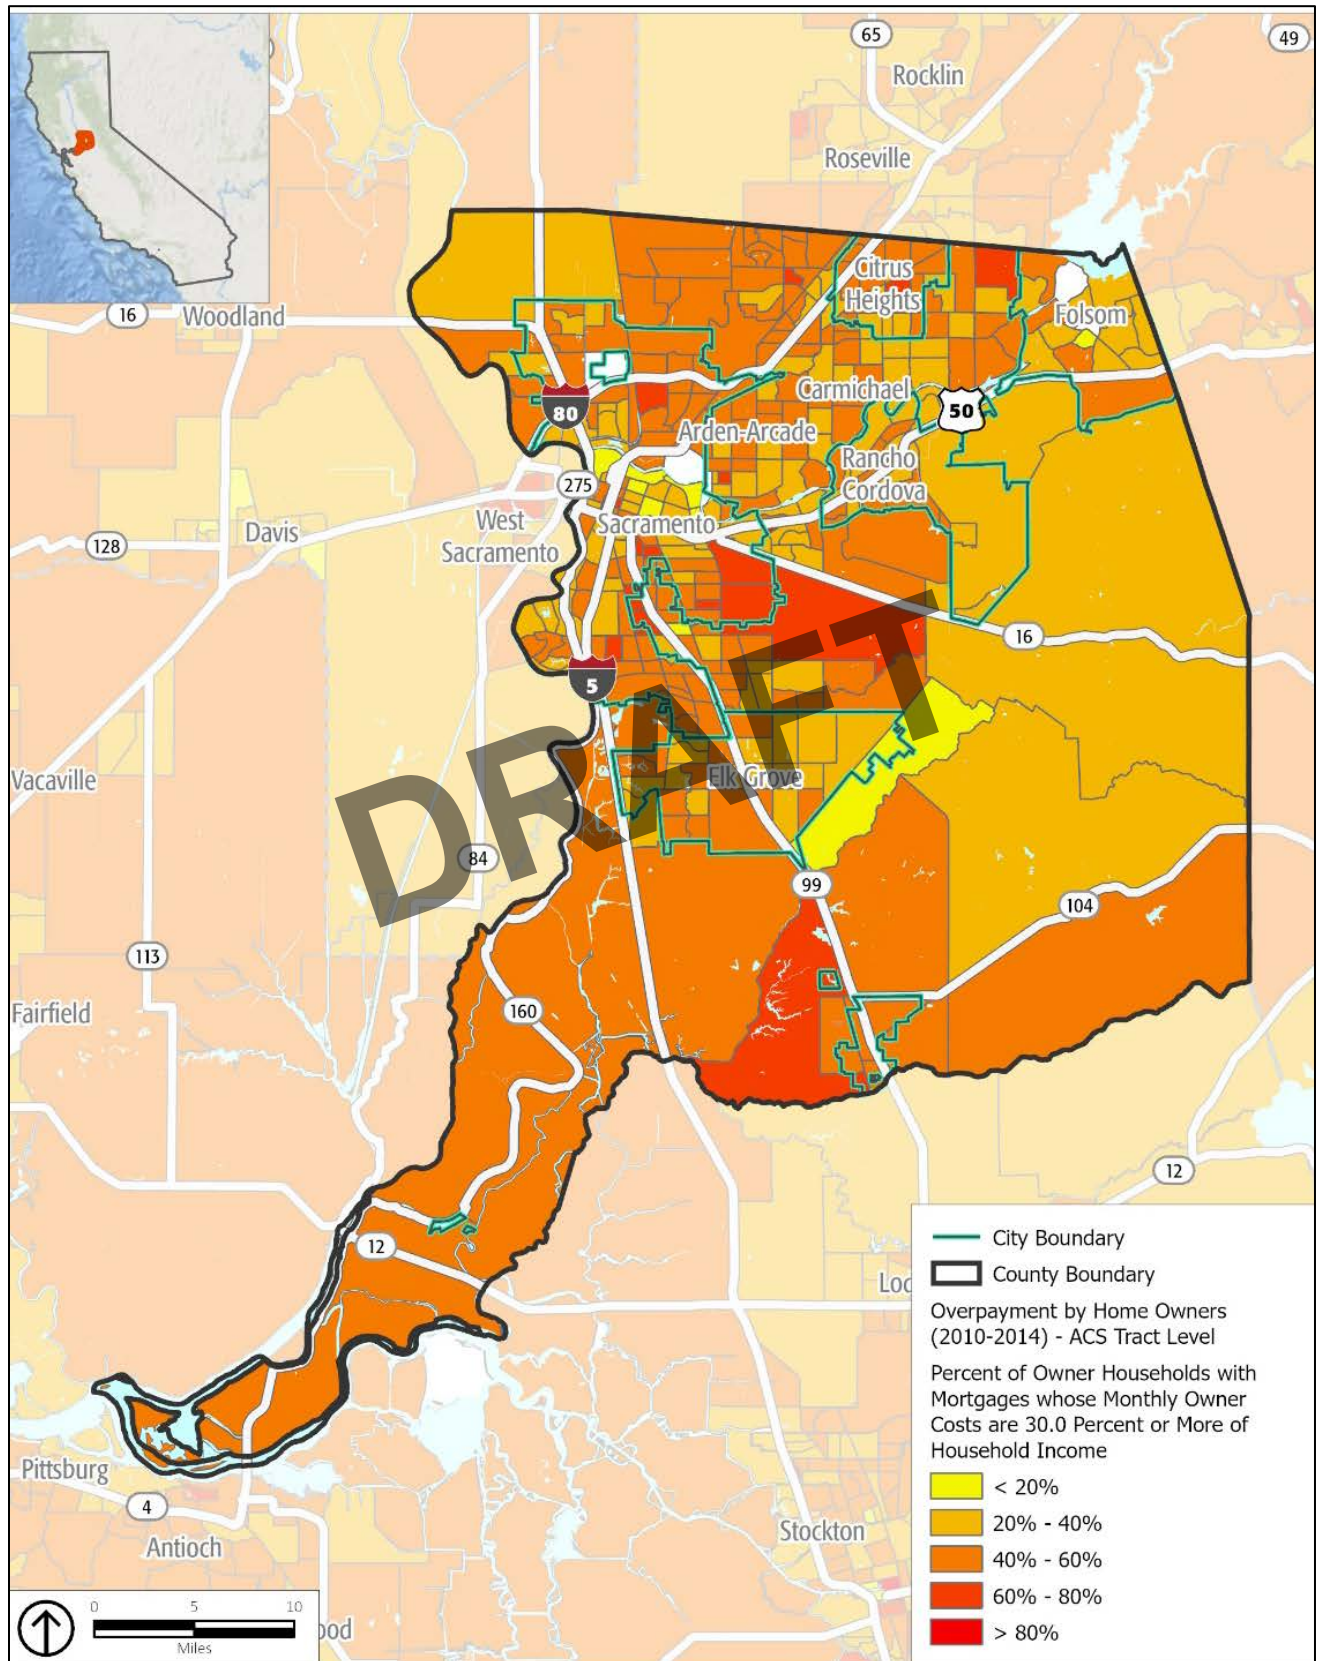 65
49
Rocklin
Roseville
16
Woodland
Citrus
Heights
Folsom
Carmichael
80
50
Arden-Arcade
Rancho
Cordova
275
West
Sacramento
Sacramento
Davis
128
16
5
DRAFT
Vacaville
Elk Grove
84
99
104
113
160
Fairfield
12
12
Lod
Pittsburg
4
Antioch
Stockton
ood
City Boundary
County Boundary
Overpayment by Home Owners
(2010-2014) - ACS Tract Level
Percent of Owner Households with
Mortgages whose Monthly Owner
Costs are 30.0 Percent or More of
Household Income
< 20%
20% - 40%
40% - 60%
60% - 80%
> 80%
0 5 10
Miles